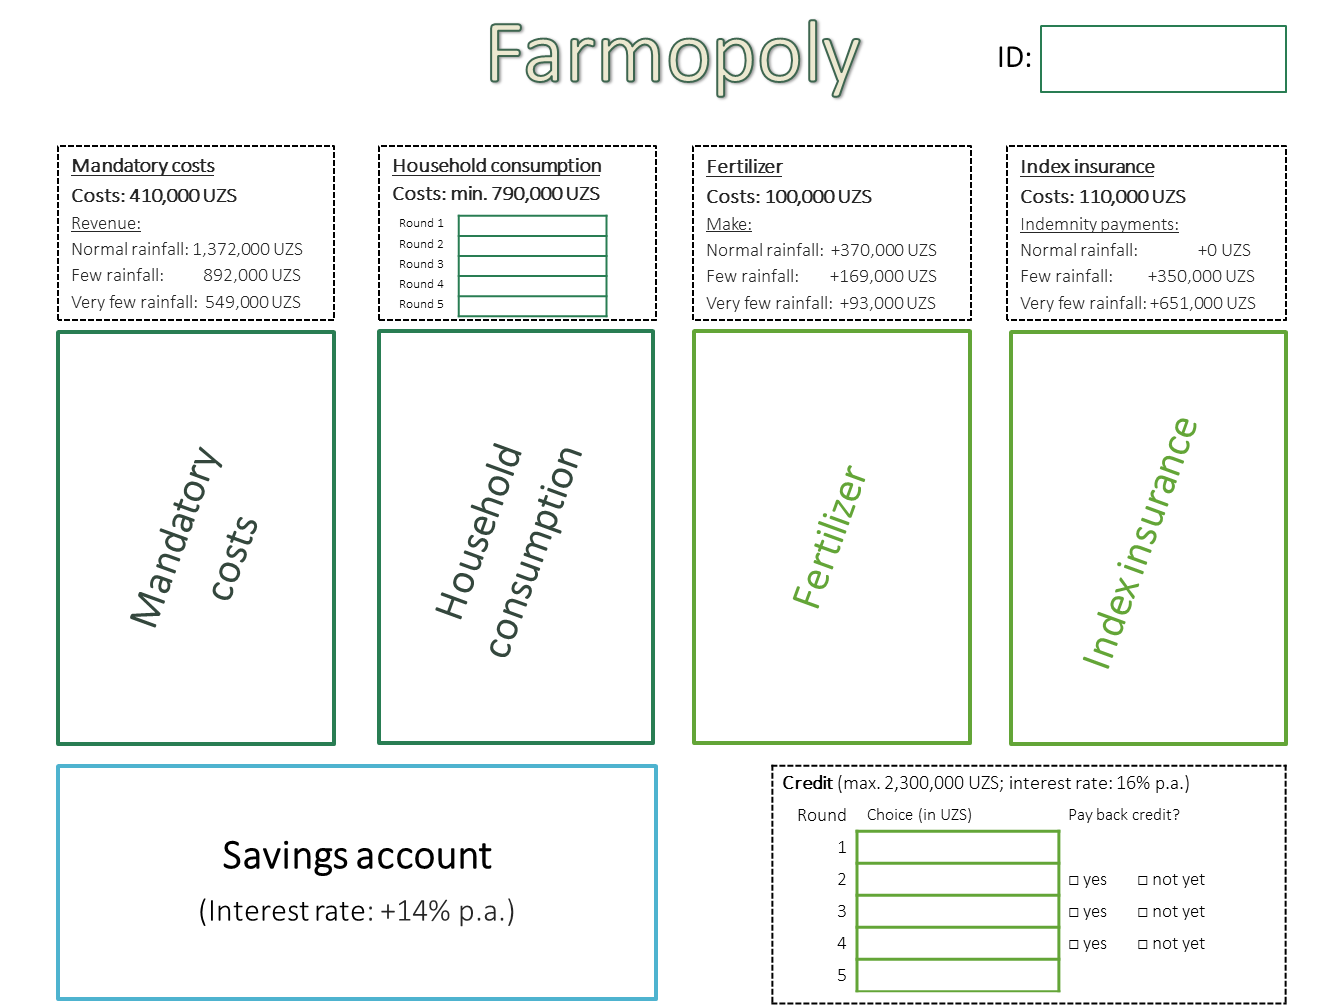 Farmopoly
ID:
Mandatory costs
Costs: 410,000 UZS
Revenue:
Normal rainfall: 1,372,000 UZS
Few rainfall: 892,000 UZS
Very few rainfall: 549,000 UZS
Household consumption
Costs: min. 790,000 UZS
Round 1
Round 2
Round 3
Round 4
Round 5
Fertilizer
Costs: 100,000 UZS
Make:
Normal rainfall: +370,000 UZS
Few rainfall: +169,000 UZS
Very few rainfall: +93,000 UZS
Index insurance
Costs: 110,000 UZS
Indemnity payments:
Normal rainfall: +0 UZS
Few rainfall: +350,000 UZS
Very few rainfall: +651,000 UZS
Mandatory
costs
Household
consumption
Fertilizer
Index insurance
Savings account
(Interest rate: +14% p.a.)
Credit (max. 2,300,000 UZS; interest rate: 16% p.a.)
Round Choice (in UZS) Pay back credit?
1
2 □ yes □ not yet
3 □ yes □ not yet
4 □ yes □ not yet
5